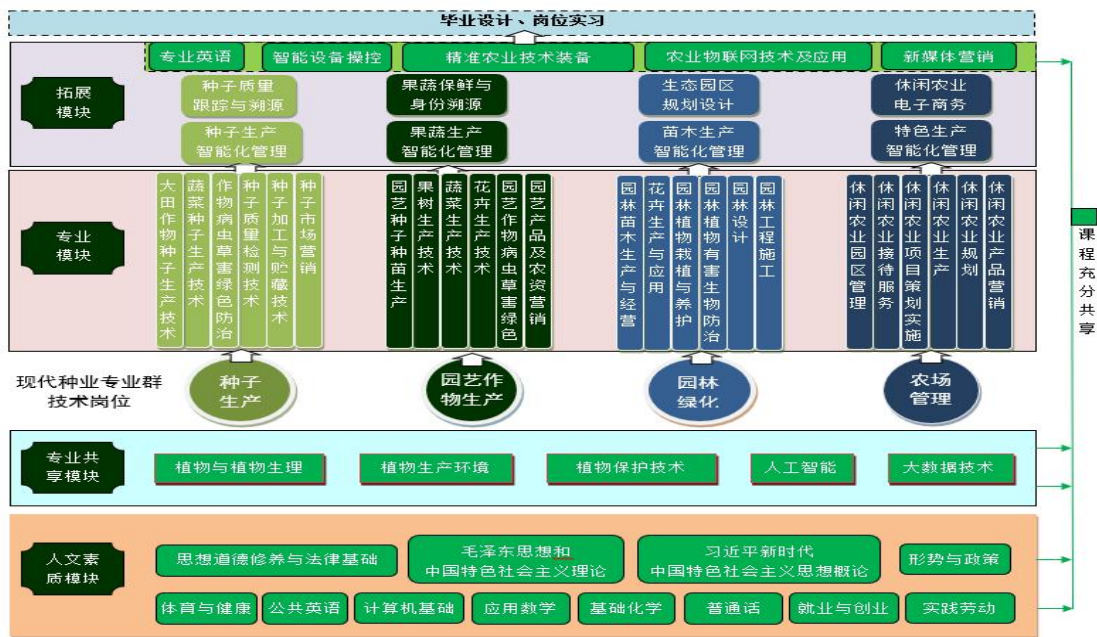 毕业设计、岗位实习
专业英语
智能设备操控
精准农业技术装备
农业物联网技术及应用
新媒体营销
拓展
模块
种子质量
跟踪与溯源
果蔬保鲜与
身份溯源
生态园区
规划设计
休闲农业
电子商务
种子生产
智能化管理
果蔬生产
智能化管理
苗木生产
智能化管理
特色生产
智能化管理
专业
模块
大田作物种子生产技术
蔬菜种子生产技术
作物病虫草害绿色防治
种子质量检测技术
种子加工与贮藏技术
种子市场营销
园艺种子种苗生产
果树生产技术
蔬菜生产技术
花卉生产技术
园艺作物病虫草害绿色
园艺产品及农资营销
园林苗木生产与经营
花卉生产与应用
园林植物栽植与养护
园林植物有害生物防治
园林设计
园林工程施工
休闲农业园区管理
休闲农业接待服务
休闲农业项目策划实施
休闲农业生产
休闲农业规划
休闲农业产品营销
课程充分共享
现代种业专业群
技术岗位
种子
生产
园艺作
物生产
园林
绿化
农场
管理
专业共
享模块
植物与植物生理
植物生产环境
植物保护技术
人工智能
大数据技术
人文素
质模块
思想道德修养与法律基础
毛泽东思想和
中国特色社会主义理论
习近平新时代
中国特色社会主义思想概论
形势与政策
体育与健康
公共英语
计算机基础
应用数学
基础化学
普通话
就业与创业
实践劳动